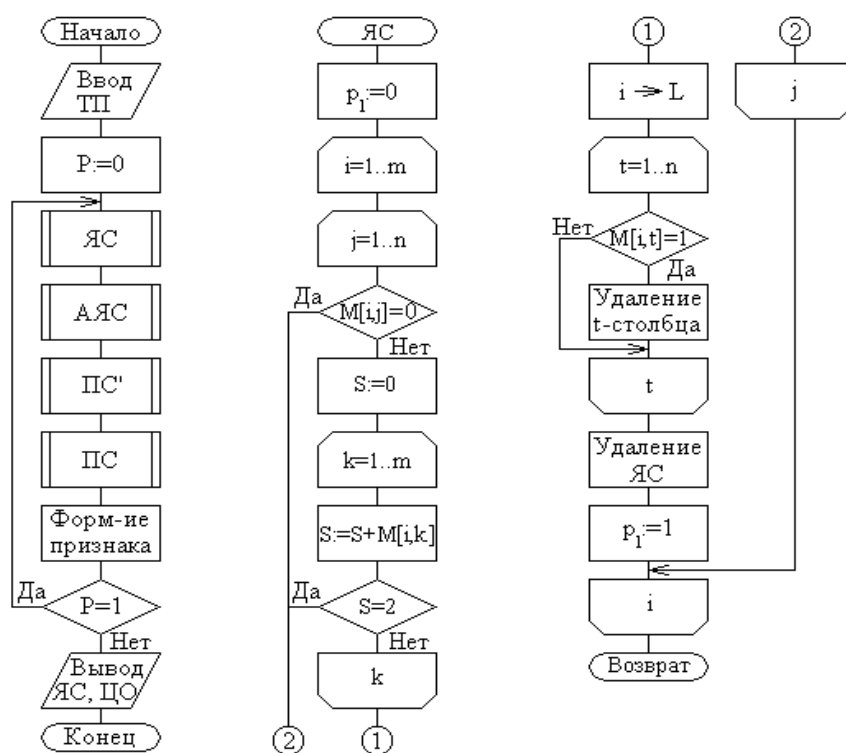 Начало
Ввод
ТП
P:=0
ЯС
АЯС
ПС'
ПС
Форм-ие
признака
Да
P=1
Нет
Вывод
ЯС, ЦО
Конец
ЯС
p1:=0
i=1..m
j=1..n
Да
M[i,j]=0
Нет
S:=0
k=1..m
S:=S+M[i,k]
Да
S=2
Нет
k
2
1
1
i → L
t=1..n
Нет
M[i,t]=1
Да
Удаление
t-столбца
t
Удаление
ЯС
p1:=1
i
Возврат
2
j